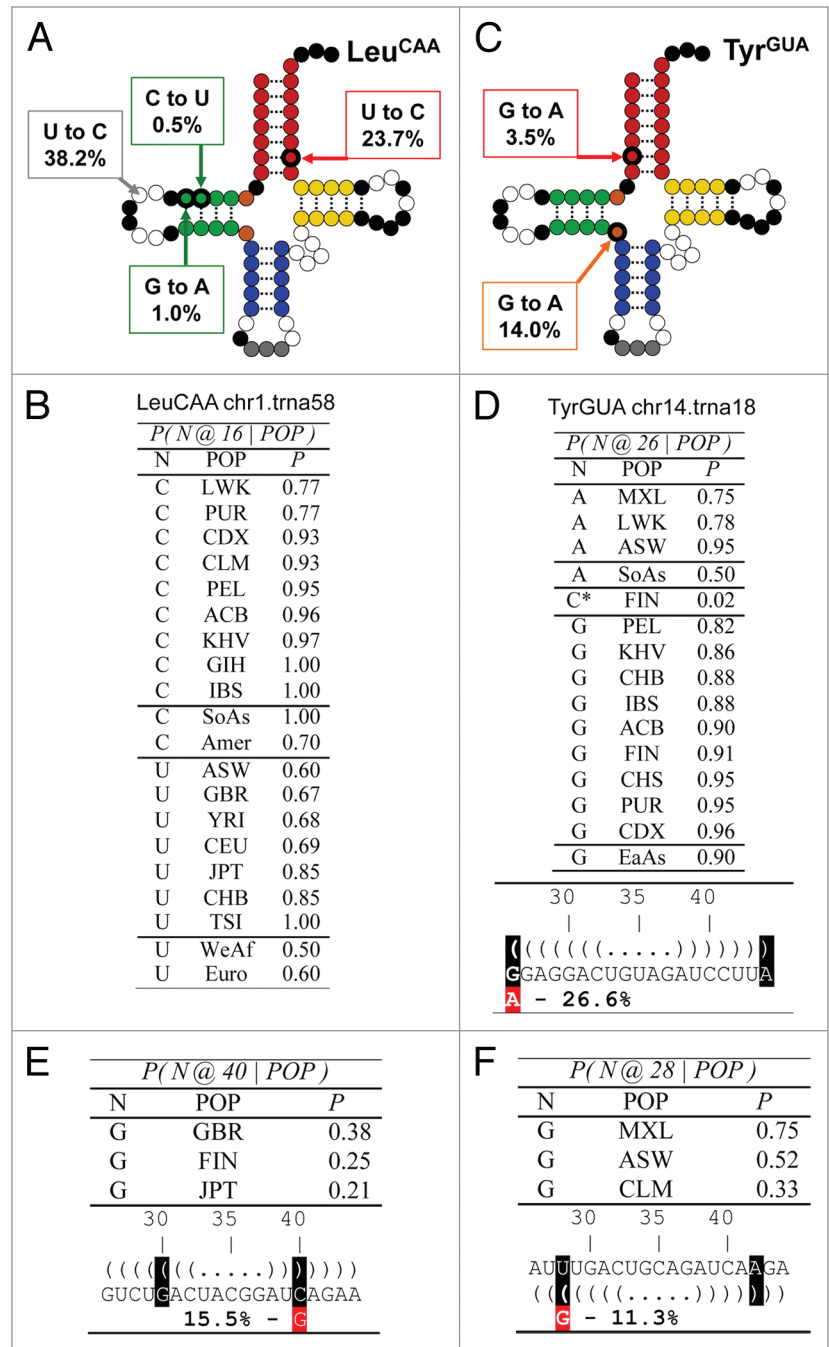 A
Leu^CAA
C to U
0.5%
U to C
38.2%
U to C
23.7%
G to A
1.0%
C
Tyr^GUA
G to A
3.5%
G to A
14.0%
B
LeuCAA chr1.trna58
P( N @ 16 | POP )
N POP P
C LWK 0.77
C PUR 0.77
C CDX 0.93
C CLM 0.93
C PEL 0.95
C ACB 0.96
C KHV 0.97
C GIH 1.00
C IBS 1.00
C SoAs 1.00
C Amer 0.70
U ASW 0.60
U GBR 0.67
U YRI 0.68
U CEU 0.69
U JPT 0.85
U CHB 0.85
U TSI 1.00
U WeAf 0.50
U Euro 0.60
D
TyrGUA chr14.trna18
P( N @ 26 | POP )
N POP P
A MXL 0.75
A LWK 0.78
A ASW 0.95
A SoAs 0.50
C* FIN 0.02
G PEL 0.82
G KHV 0.86
G CHB 0.88
G IBS 0.88
G ACB 0.90
G FIN 0.91
G CHS 0.95
G PUR 0.95
G CDX 0.96
G EaAs 0.90
30 35 40
| | |
(((((((.....)))))))
GGAGGACUGUAGAUCCUUA
A - 26.6%
E
P( N @ 40 | POP )
N POP P
G GBR 0.38
G FIN 0.25
G JPT 0.21
30 35 40
| | |
(((((((.....)))))))
GUCUGACUACGGAUCAGAA
15.5% - G
F
P( N @ 28 | POP )
N POP P
G MXL 0.75
G ASW 0.52
G CLM 0.33
30 35 40
| | |
AUUUGACUGCAGAUCAAGA
(((((((.....)))))))
G - 11.3%